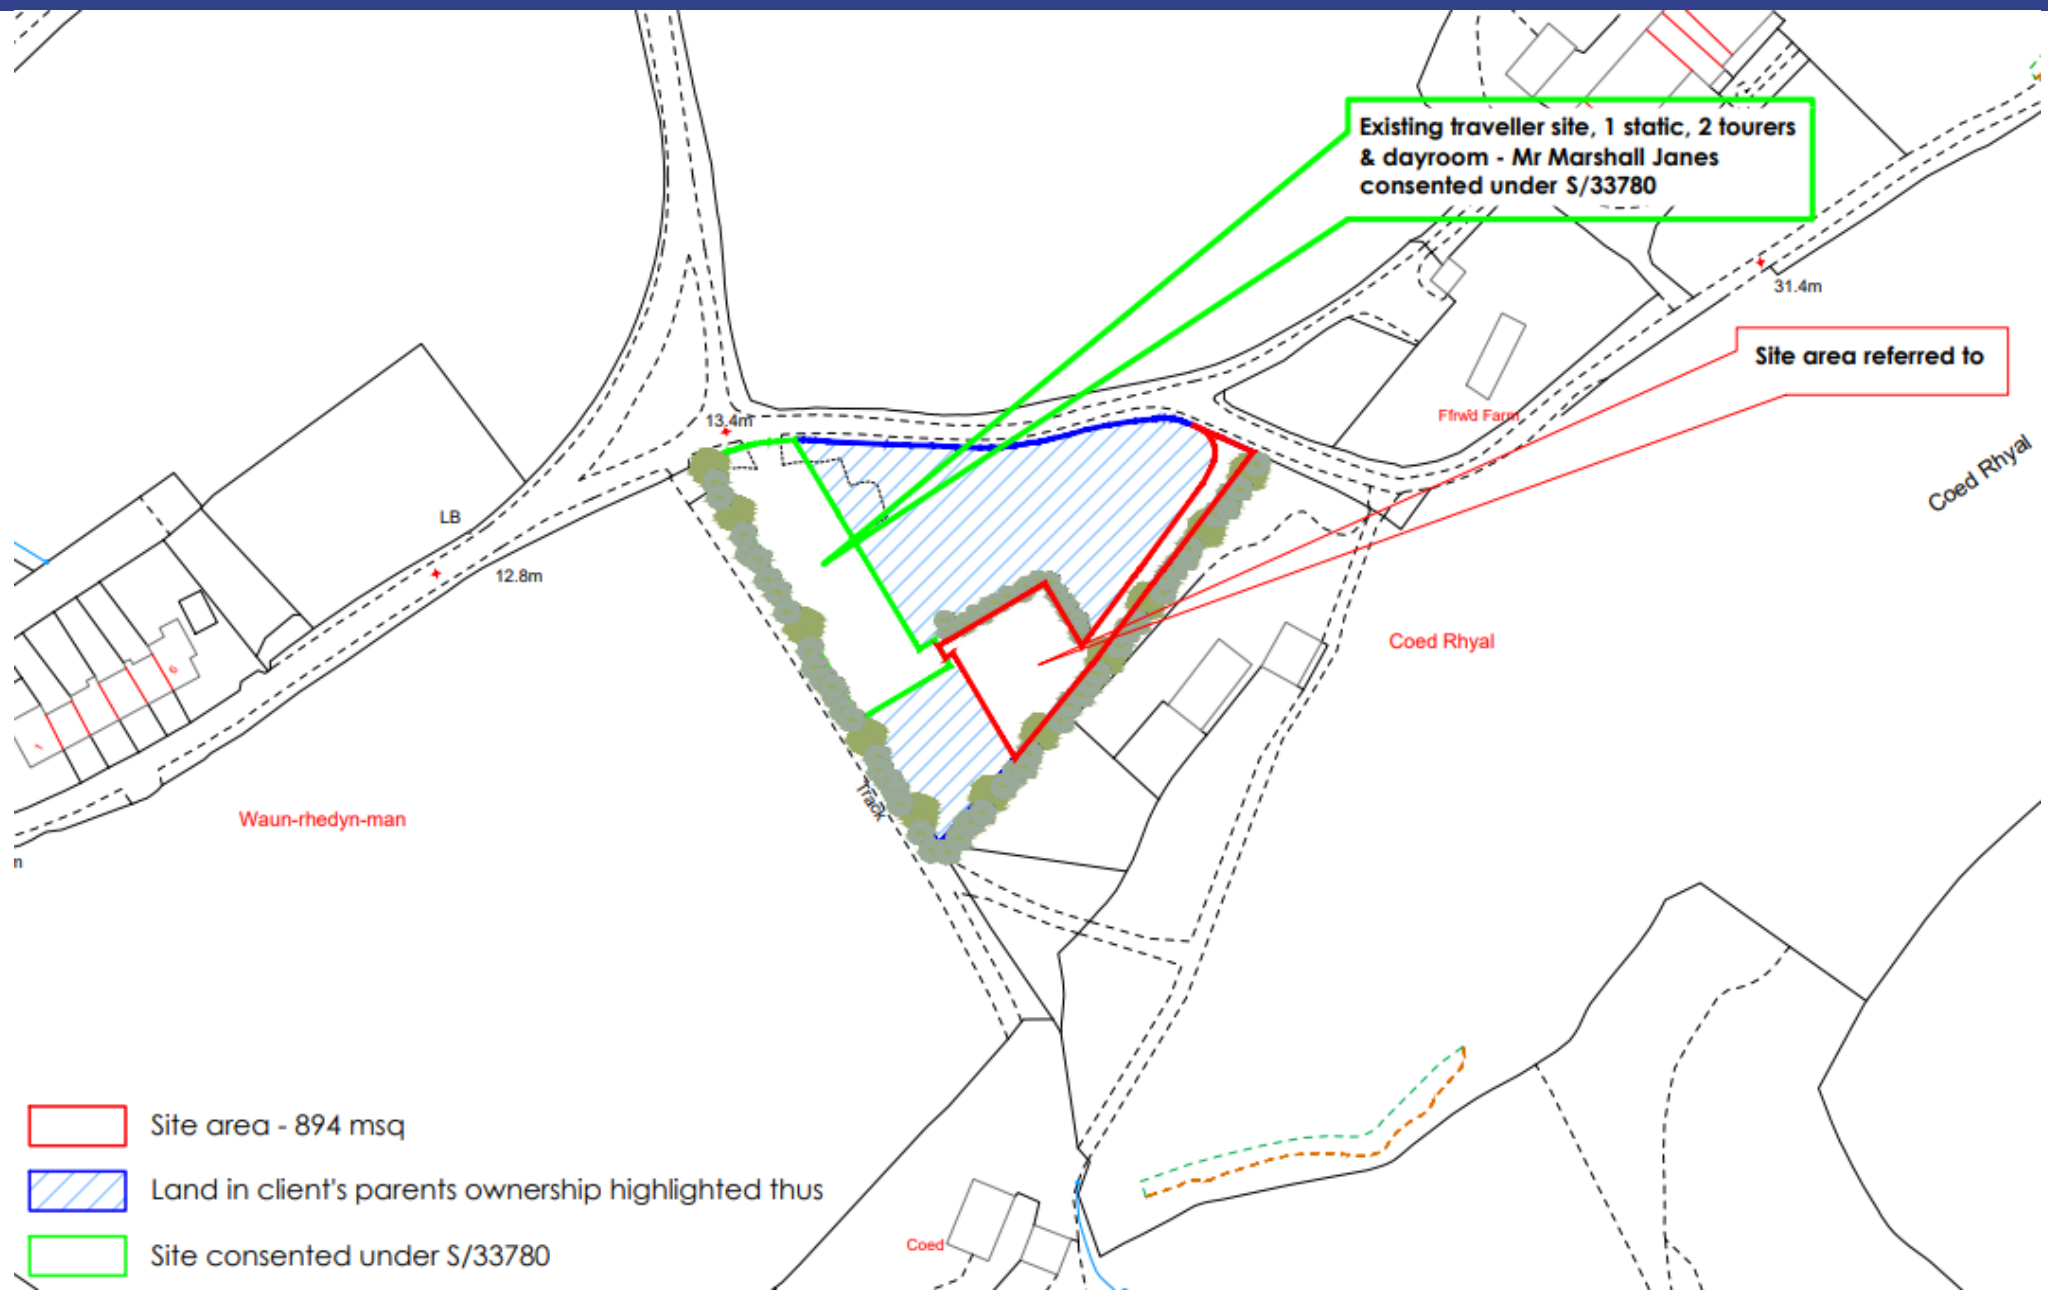 Existing traveller site, 1 static, 2 tourers
& dayroom - Mr Marshall Janes
consented under S/33780
31.4m
Site area referred to
Ffrwd Farm
13.4m
Coed Rhyal
LB
12.8m
Coed Rhyal
6
1
Track
Waun-rhedyn-man
m
Site area - 894 msq
Land in client's parents ownership highlighted thus
Site consented under S/33780
Coed